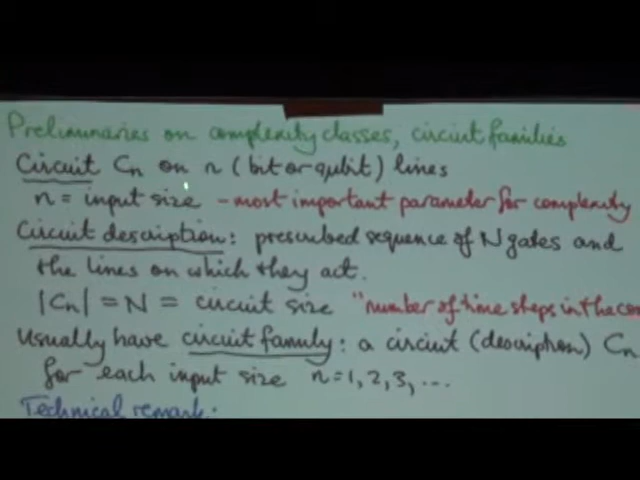 Preliminaries on complexity classes, circuit families
Circuit Cn on n (bit or qubit) lines
n = input size - most important parameter for complexity
Circuit description: prescribed sequence of N gates and
the lines on which they act.
|Cn| = N = circuit size "number of time steps in the com
Usually have circuit family: a circuit (description) Cn
for each input size n=1,2,3,...
Technical remark: